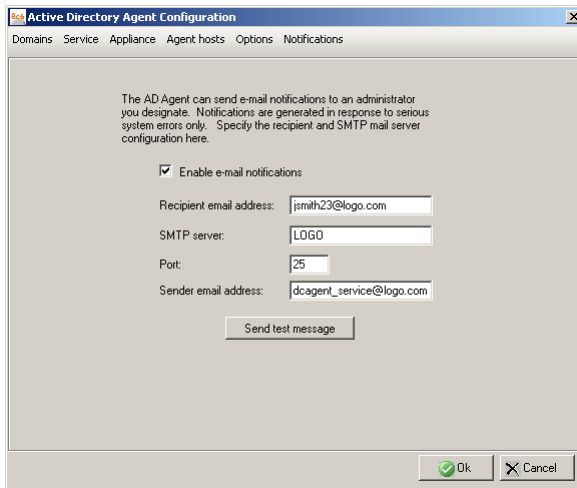 8e6 Active Directory Agent Configuration
Domains Service Appliance Agent hosts Options Notifications
The AD Agent can send e-mail notifications to an administrator
you designate. Notifications are generated in response to serious
system errors only. Specify the recipient and SMTP mail server
configuration here.
Enable e-mail notifications
Recipient email address: jsmith23@logo.com
SMTP server: LOGO
Port: 25
Sender email address: dcagent_service@logo.com
Send test message
Ok Cancel